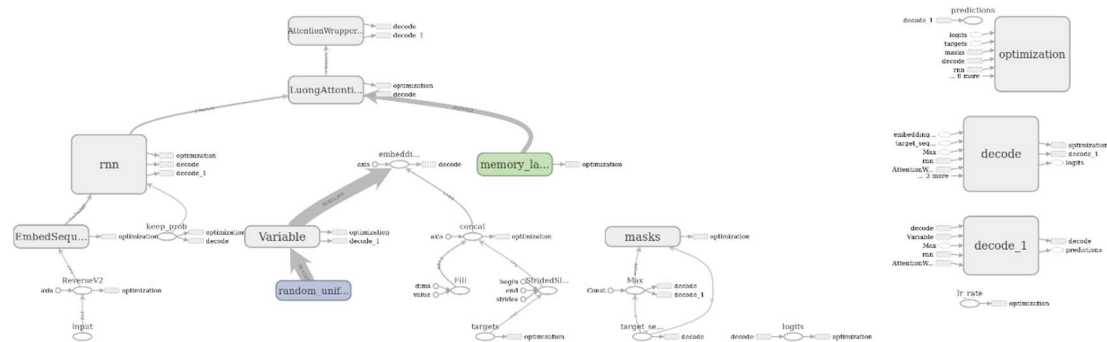 AttentionWrapper...
decode
decode_1
LuongAttenti...
optimization
decode
rnn
optimization
decode
decode_1
embeddi...
axis
decode
memory_la...
optimization
EmbedSequ...
optimization
keep_prob
optimization
decode
Variable
optimization
decode_1
concat
axis
optimization
masks
optimization
ReverseV2
axis
optimization
random_unif...
Fill
dims
value
StridedSl...
begin
end
strides
Max
Const
decode
decode_1
input
targets
optimization
target_se...
decode
logits
decode
optimization
predictions
decode_1
logits
targets
masks
decode
rnn
... 6 more
optimization
embedding...
target_seq...
Max
rnn
AttentionW...
... 3 more
decode
optimization
decode_1
logits
decode
Variable
Max
rnn
AttentionW...
decode_1
decode
predictions
lr_rate
optimization